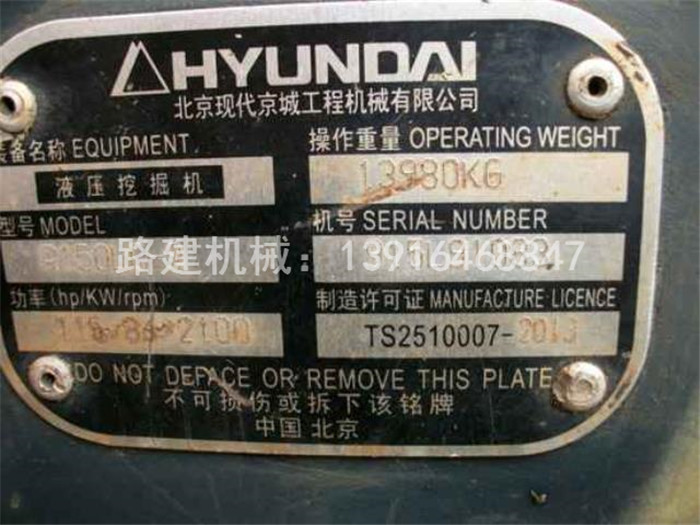 HYUNDAI
北京现代京城工程机械有限公司
装备名称 EQUIPMENT
操作重量 OPERATING WEIGHT
液压挖掘机
13980KG
型号 MODEL
机号 SERIAL NUMBER
路建机械：13916468847
功率(hp/KW/rpm)
制造许可证 MANUFACTURE LICENCE
2100
TS2510007-2013
DO NOT DEFACE OR REMOVE THIS PLATE
不可损伤或拆下该铭牌
中国 北京